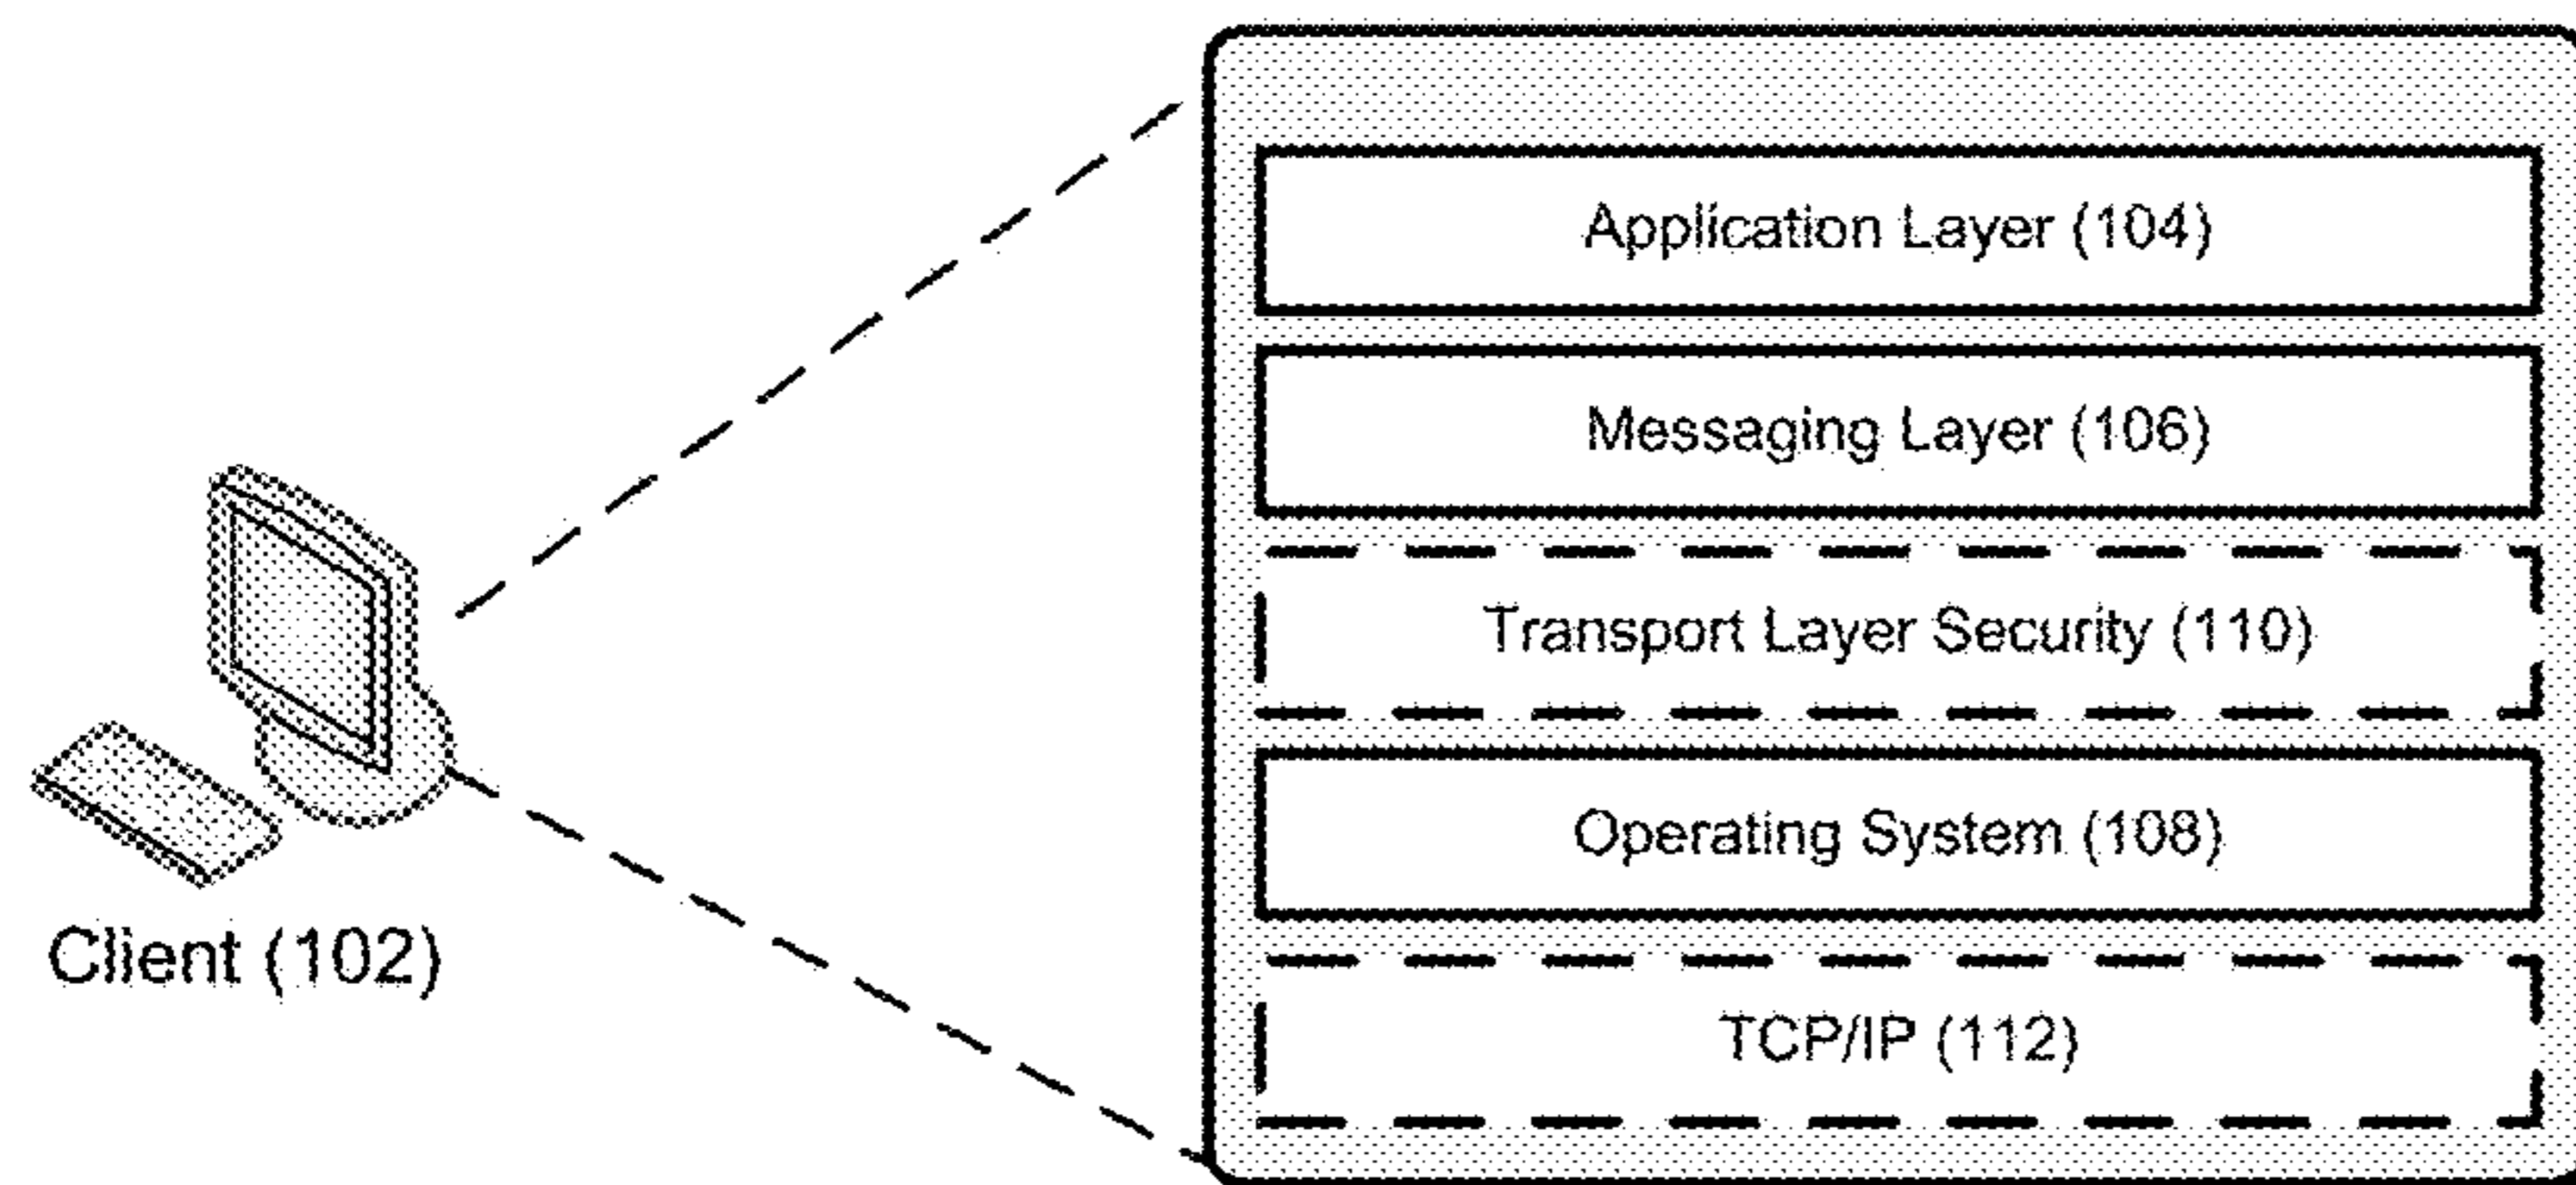 Application Layer (104)
Messaging Layer (106)
Transport Layer Security (110)
Operating System (108)
TCP/IP (112)
Client (102)